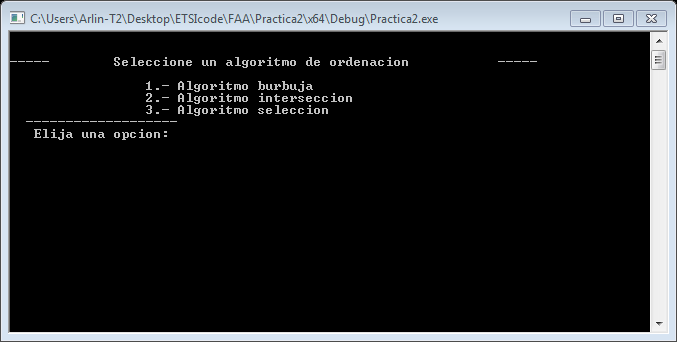 C:\Users\Arlin-T2\Desktop\ETSIcode\FAA\Practica2\x64\Debug\Practica2.exe
----- Seleccione un algoritmo de ordenacion -----
1.- Algoritmo burbuja
2.- Algoritmo interseccion
3.- Algoritmo seleccion
-------------------
Elija una opcion: